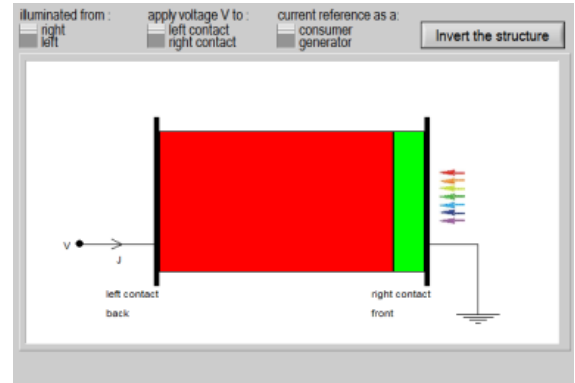 illuminated from :
right
left
apply voltage V to :
left contact
right contact
current reference as a:
consumer
generator
Invert the structure
V
J
left contact
back
right contact
front